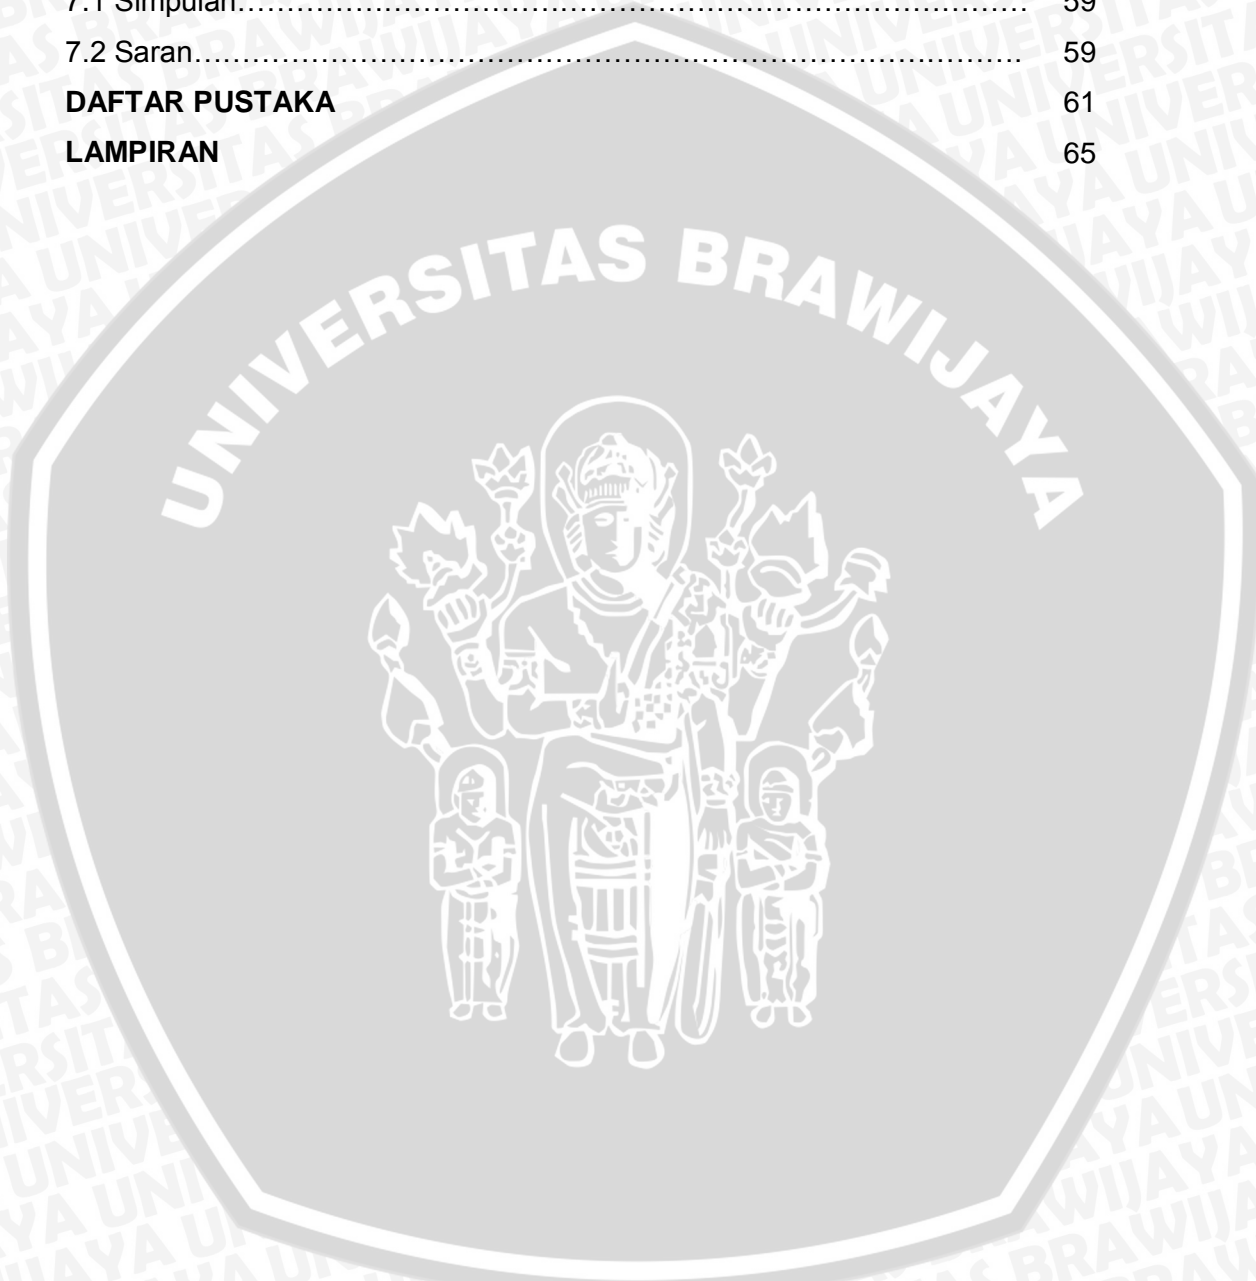 7.1 Simpulan…………………………………………………………………… 59
7.2 Saran……………………………………………………………………… 59
DAFTAR PUSTAKA 61
LAMPIRAN 65
UNIVERSITAS BRAWIJAYA